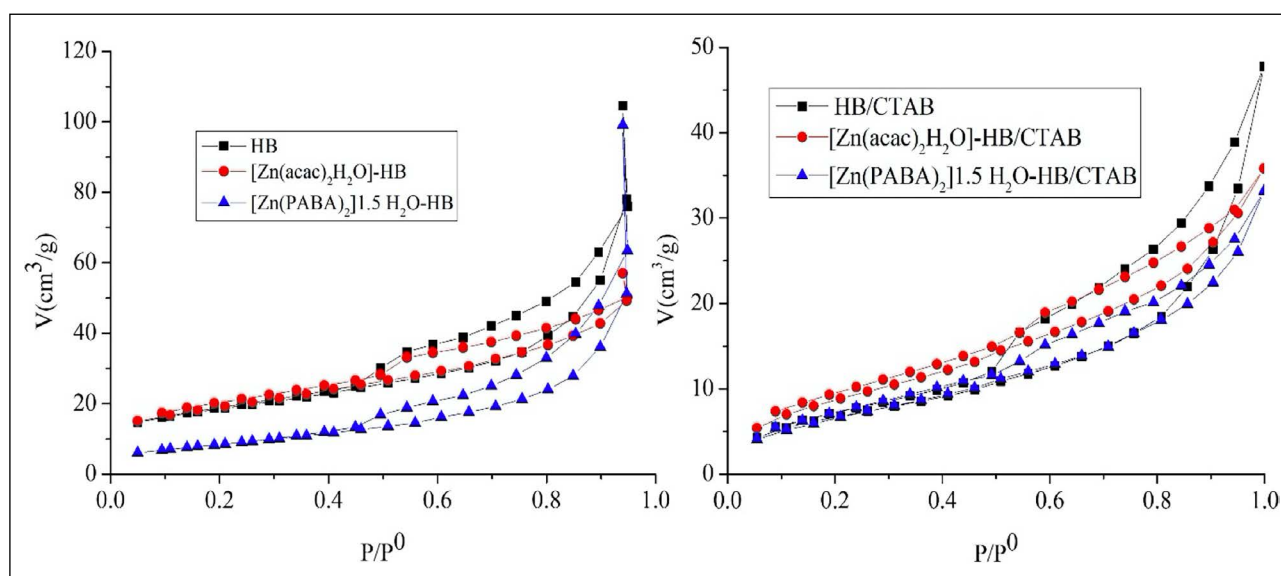 120
100
80
60
40
20
0
V(cm³/g)
HB
[Zn(acac)₂H₂O]-HB
[Zn(PABA)₂]1.5 H₂O-HB
0.0 0.2 0.4 0.6 0.8 1.0
P/P⁰
50
40
30
20
10
0
V(cm³/g)
HB/CTAB
[Zn(acac)₂H₂O]-HB/CTAB
[Zn(PABA)₂]1.5 H₂O-HB/CTAB
0.0 0.2 0.4 0.6 0.8 1.0
P/P⁰